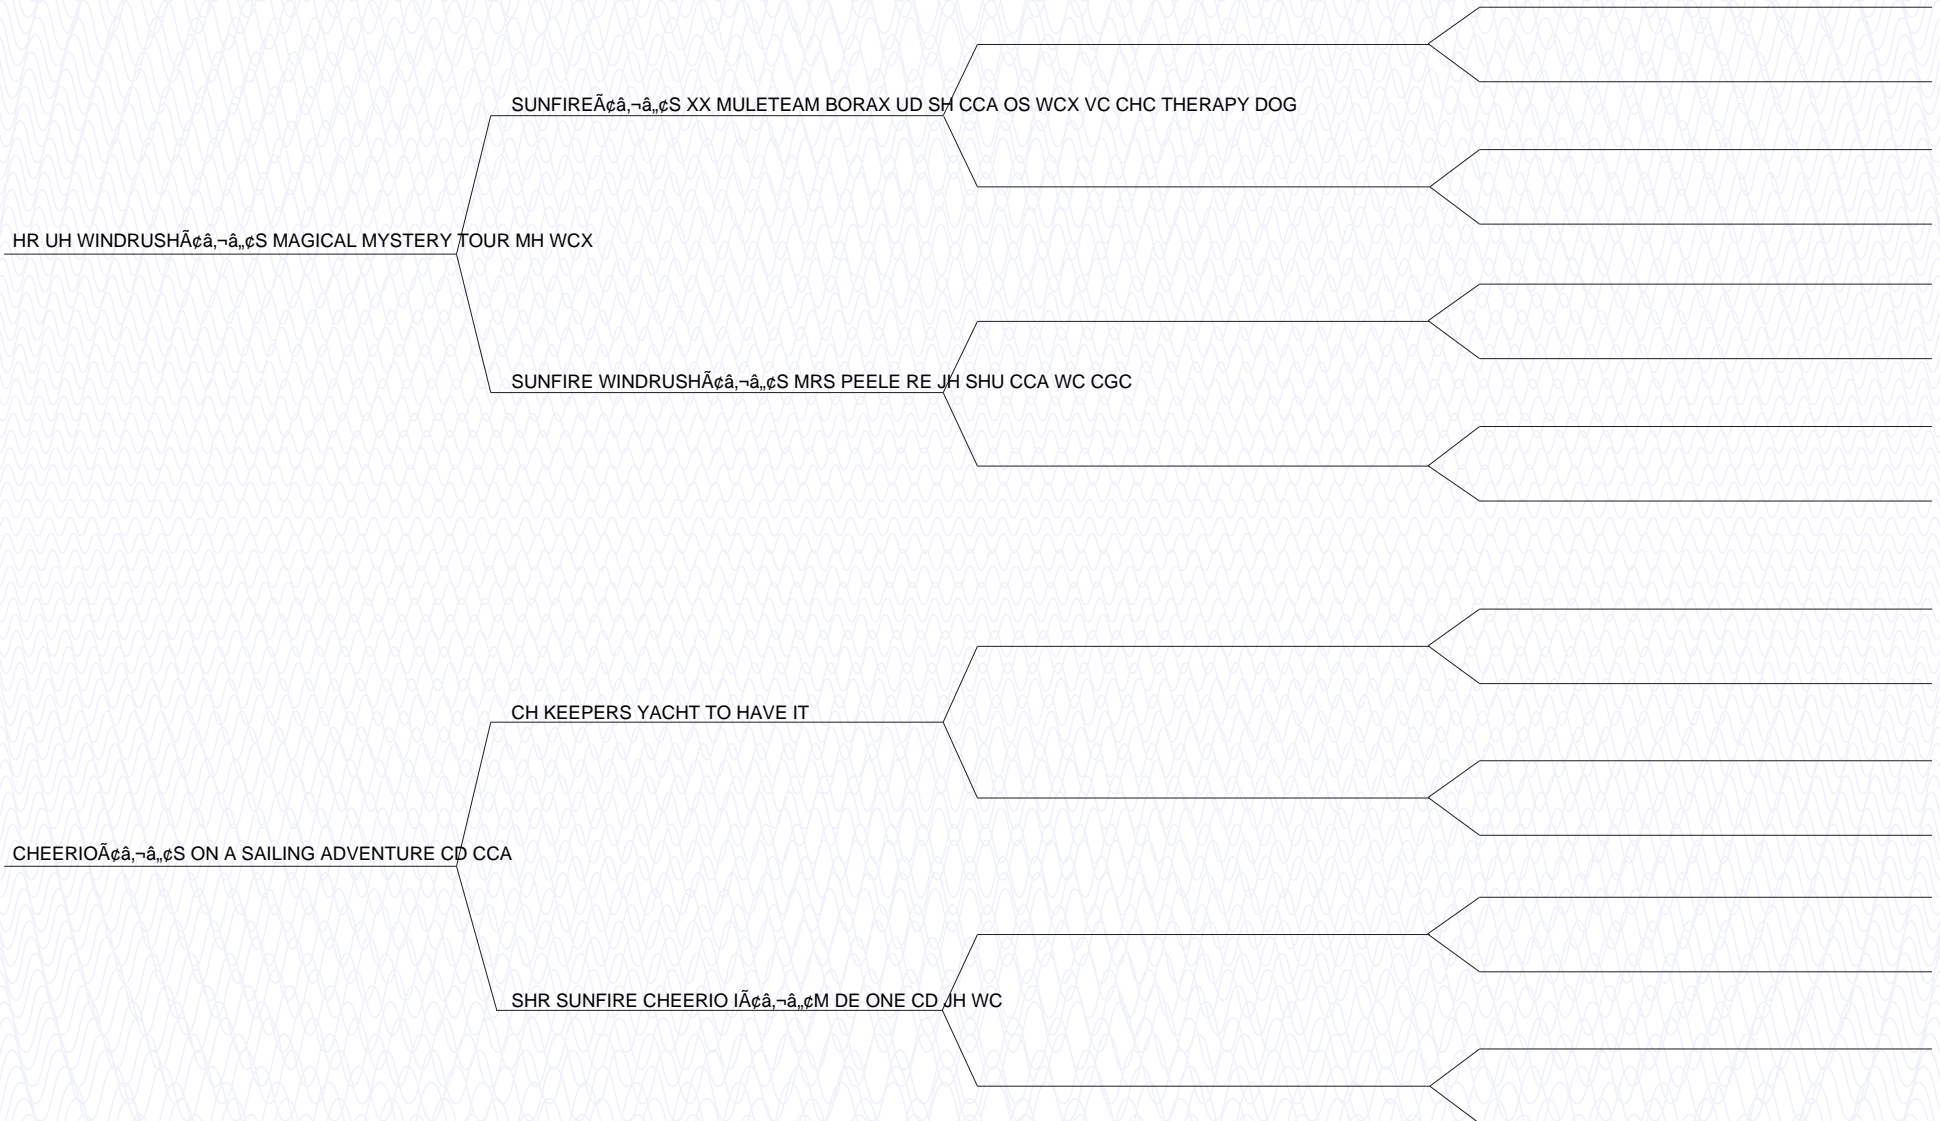 SUNFIREÃ¢â‚¬â„¢S XX MULETEAM BORAX UD SH CCA OS WCX VC CHC THERAPY DOG
HR UH WINDRUSHÃ¢â‚¬â„¢S MAGICAL MYSTERY TOUR MH WCX
SUNFIRE WINDRUSHÃ¢â‚¬â„¢S MRS PEELE RE JH SHU CCA WC CGC
CH KEEPERS YACHT TO HAVE IT
CHEERIOÃ¢â‚¬â„¢S ON A SAILING ADVENTURE CD CCA
SHR SUNFIRE CHEERIO IÃ¢â‚¬â„¢M DE ONE CD JH WC